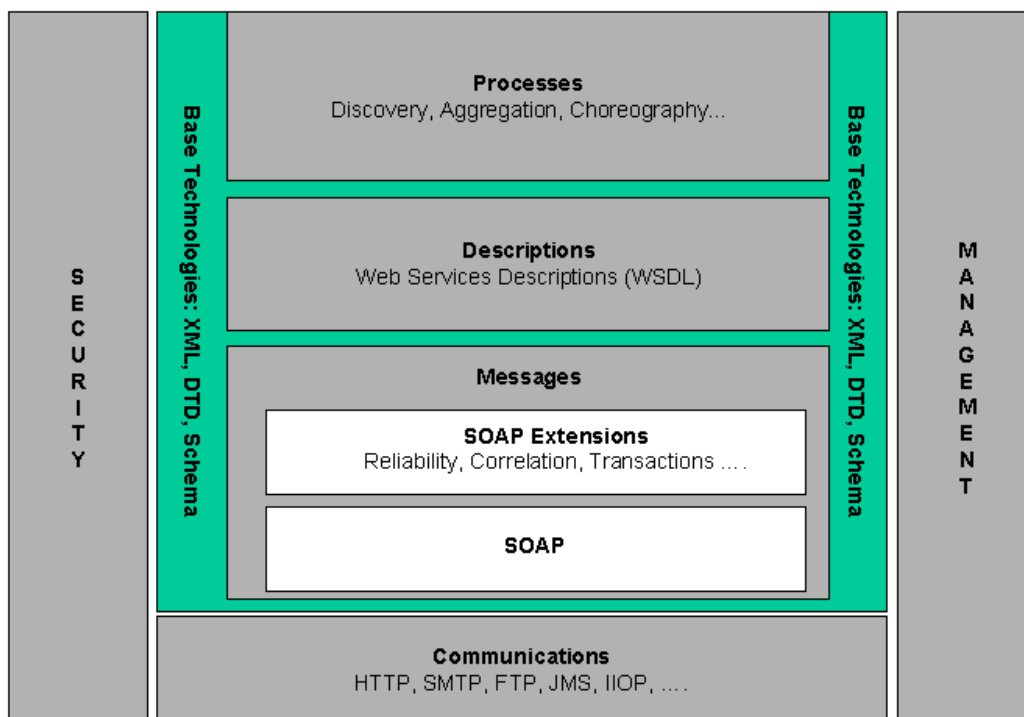 SECURITY
Base Technologies: XML, DTD, Schema
Processes
Discovery, Aggregation, Choreography...
Descriptions
Web Services Descriptions (WSDL)
Messages
SOAP Extensions
Reliability, Correlation, Transactions ....
SOAP
Base Technologies: XML, DTD, Schema
MANAGEMENT
Communications
HTTP, SMTP, FTP, JMS, IIOP, ....